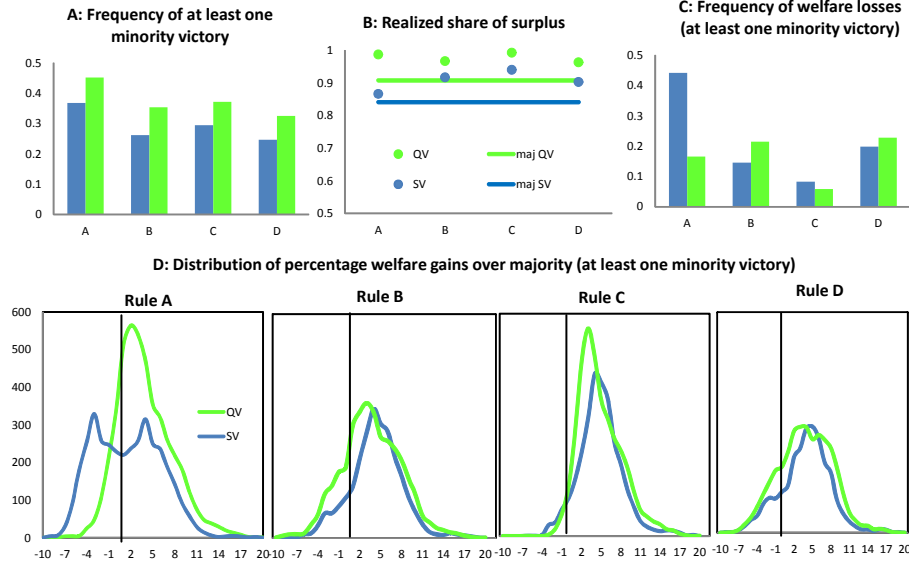 A: Frequency of at least one
minority victory
0.5
0.4
0.3
0.2
0.1
0
A B C D
B: Realized share of surplus
1
0.9
0.8
0.7
0.6
0.5
QV maj QV
SV maj SV
A B C D
C: Frequency of welfare losses
(at least one minority victory)
0.5
0.4
0.3
0.2
0.1
0
A B C D
D: Distribution of percentage welfare gains over majority (at least one minority victory)
Rule A Rule B Rule C Rule D
600
500
400
300
200
100
0
QV
SV
-10 -7 -4 -1 2 5 8 11 14 17 20
-10 -7 -4 -1 2 5 8 11 14 17 20
-10 -7 -4 -1 2 5 8 11 14 17 20
-10 -7 -4 -1 2 5 8 11 14 17 20